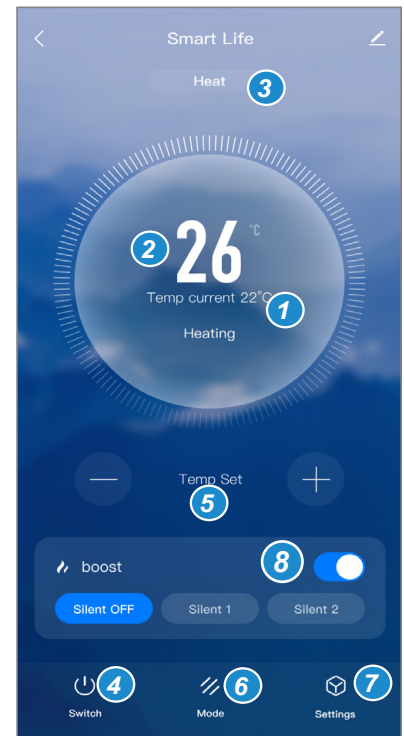 Smart Life
Heat 3
2 26 °C
Temp current 22°C 1
Heating
Temp Set
5
boost 8
Silent OFF Silent 1 Silent 2
4 6 7
Switch Mode Settings